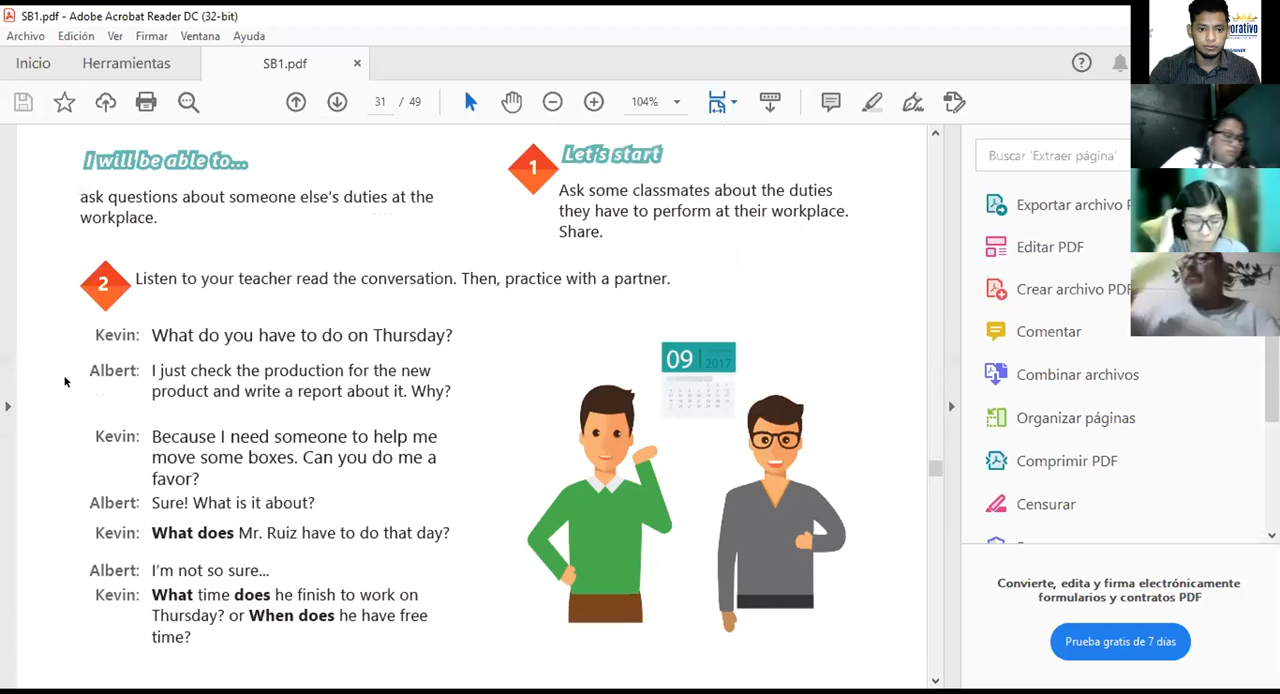 SB1.pdf - Adobe Acrobat Reader DC (32-bit)
Archivo Edición Ver Firmar Ventana Ayuda
Inicio Herramientas SB1.pdf ×
31 / 49 104%
I will be able to...
ask questions about someone else's duties at the
workplace.
1 Let's start
Ask some classmates about the duties
they have to perform at their workplace.
Share.
2 Listen to your teacher read the conversation. Then, practice with a partner.
Kevin: What do you have to do on Thursday?
Albert: I just check the production for the new
product and write a report about it. Why?
Kevin: Because I need someone to help me
move some boxes. Can you do me a
favor?
Albert: Sure! What is it about?
Kevin: What does Mr. Ruiz have to do that day?
Albert: I'm not so sure...
Kevin: What time does he finish to work on
Thursday? or When does he have free
time?
09 2017
Buscar 'Extraer página'
Exportar archivo P
Editar PDF
Crear archivo PDF
Comentar
Combinar archivos
Organizar páginas
Comprimir PDF
Censurar
Convierte, edita y firma electrónicamente
formularios y contratos PDF
Prueba gratis de 7 días
orativo